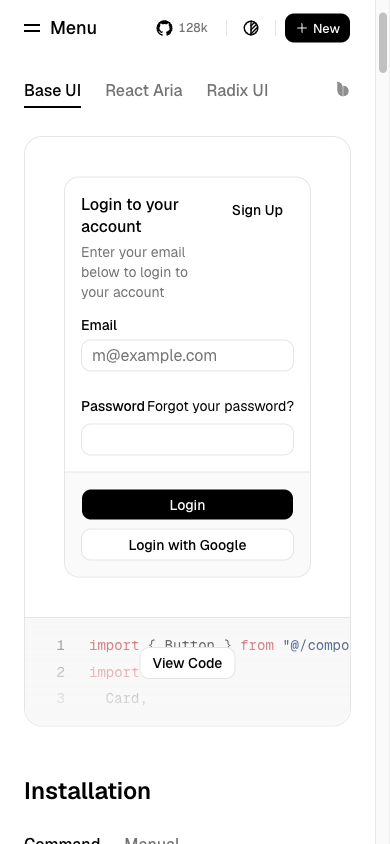 Menu 128k + New
Base UI React Aria Radix UI
Login to your
account
Sign Up
Enter your email
below to login to
your account
Email
m@example.com
Password Forgot your password?
Login
Login with Google
1 import { Button } from "@/compo
2 import
View Code
3 Card,
Installation
Command Manual